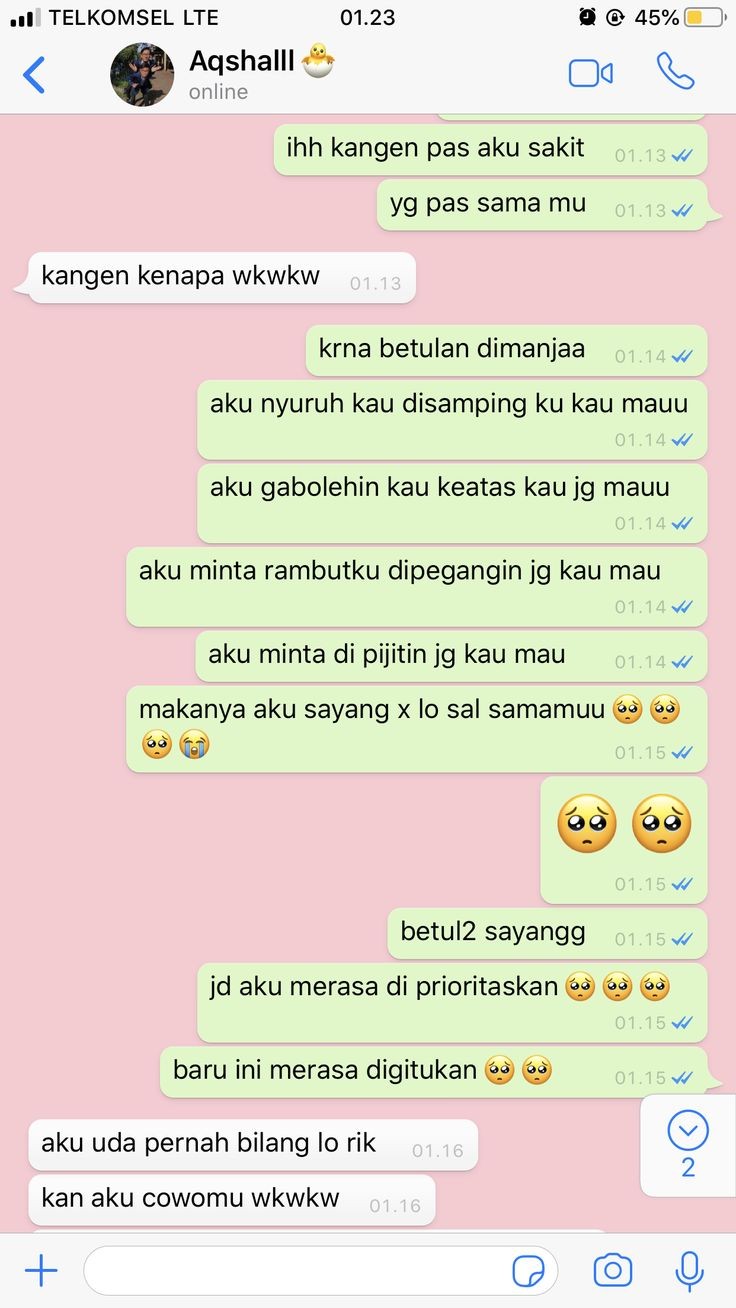 TELKOMSEL LTE 01.23 45%
Aqshalll 🐣
online
ihh kangen pas aku sakit 01.13
yg pas sama mu 01.13
kangen kenapa wkwkw 01.13
krna betulan dimanjaa 01.14
aku nyuruh kau disamping ku kau mauu
01.14
aku gabolehin kau keatas kau jg mauu
01.14
aku minta rambutku dipegangin jg kau mau
01.14
aku minta di pijitin jg kau mau 01.14
makanya aku sayang x lo sal samamuu 🥺 🥺
🥺 😭 01.15
🥺 🥺
01.15
betul2 sayangg 01.15
jd aku merasa di prioritaskan 🥺 🥺 🥺
01.15
baru ini merasa digitukan 🥺 🥺 01.15
2
aku uda pernah bilang lo rik 01.16
kan aku cowomu wkwkw 01.16